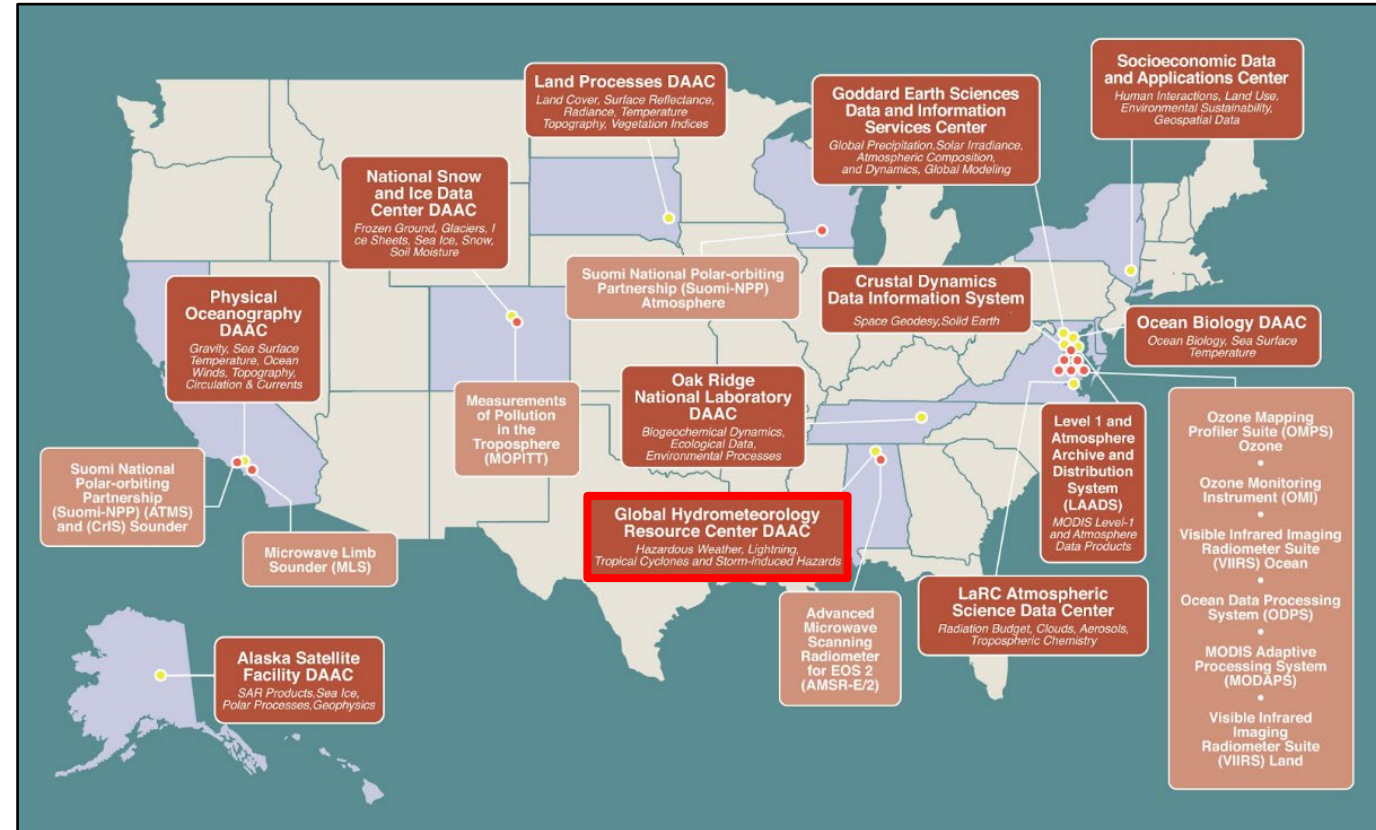 Land Processes DAAC
Land Cover, Surface Reflectance,
Radiance, Temperature
Topography, Vegetation Indices
Goddard Earth Sciences
Data and Information
Services Center
Global Precipitation,Solar Irradiance,
Atmospheric Composition,
and Dynamics, Global Modeling
Socioeconomic Data
and Applications Center
Human Interactions, Land Use,
Environmental Sustainability,
Geospatial Data
National Snow
and Ice Data
Center DAAC
Frozen Ground, Glaciers, I
ce Sheets, Sea Ice, Snow,
Soil Moisture
Suomi National Polar-orbiting
Partnership (Suomi-NPP)
Atmosphere
Crustal Dynamics
Data Information System
Space Geodesy,Solid Earth
Physical
Oceanography
DAAC
Gravity, Sea Surface
Temperature, Ocean
Winds, Topography,
Circulation & Currents
Ocean Biology DAAC
Ocean Biology, Sea Surface
Temperature
Measurements
of Pollution
in the
Troposphere
(MOPITT)
Oak Ridge
National Laboratory
DAAC
Biogeochemical Dynamics,
Ecological Data,
Environmental Processes
Level 1 and
Atmosphere
Archive and
Distribution
System
(LAADS)
MODIS Level-1
and Atmosphere
Data Products
Ozone Mapping
Profiler Suite (OMPS)
Ozone
•
Ozone Monitoring
Instrument (OMI)
•
Visible Infrared Imaging
Radiometer Suite
(VIIRS) Ocean
•
Ocean Data Processing
System (ODPS)
•
MODIS Adaptive
Processing System
(MODAPS)
•
Visible Infrared
Imaging
Radiometer Suite
(VIIRS) Land
Suomi National
Polar-orbiting
Partnership
(Suomi-NPP) (ATMS)
and (CrIS) Sounder
Microwave Limb
Sounder (MLS)
Global Hydrometeorology
Resource Center DAAC
Hazardous Weather, Lightning,
Tropical Cyclones and Storm-Induced Hazards
Advanced
Microwave
Scanning
Radiometer
for EOS 2
(AMSR-E/2)
LaRC Atmospheric
Science Data Center
Radiation Budget, Clouds, Aerosols,
Tropospheric Chemistry
Alaska Satellite
Facility DAAC
SAR Products,Sea Ice,
Polar Processes,Geophysics